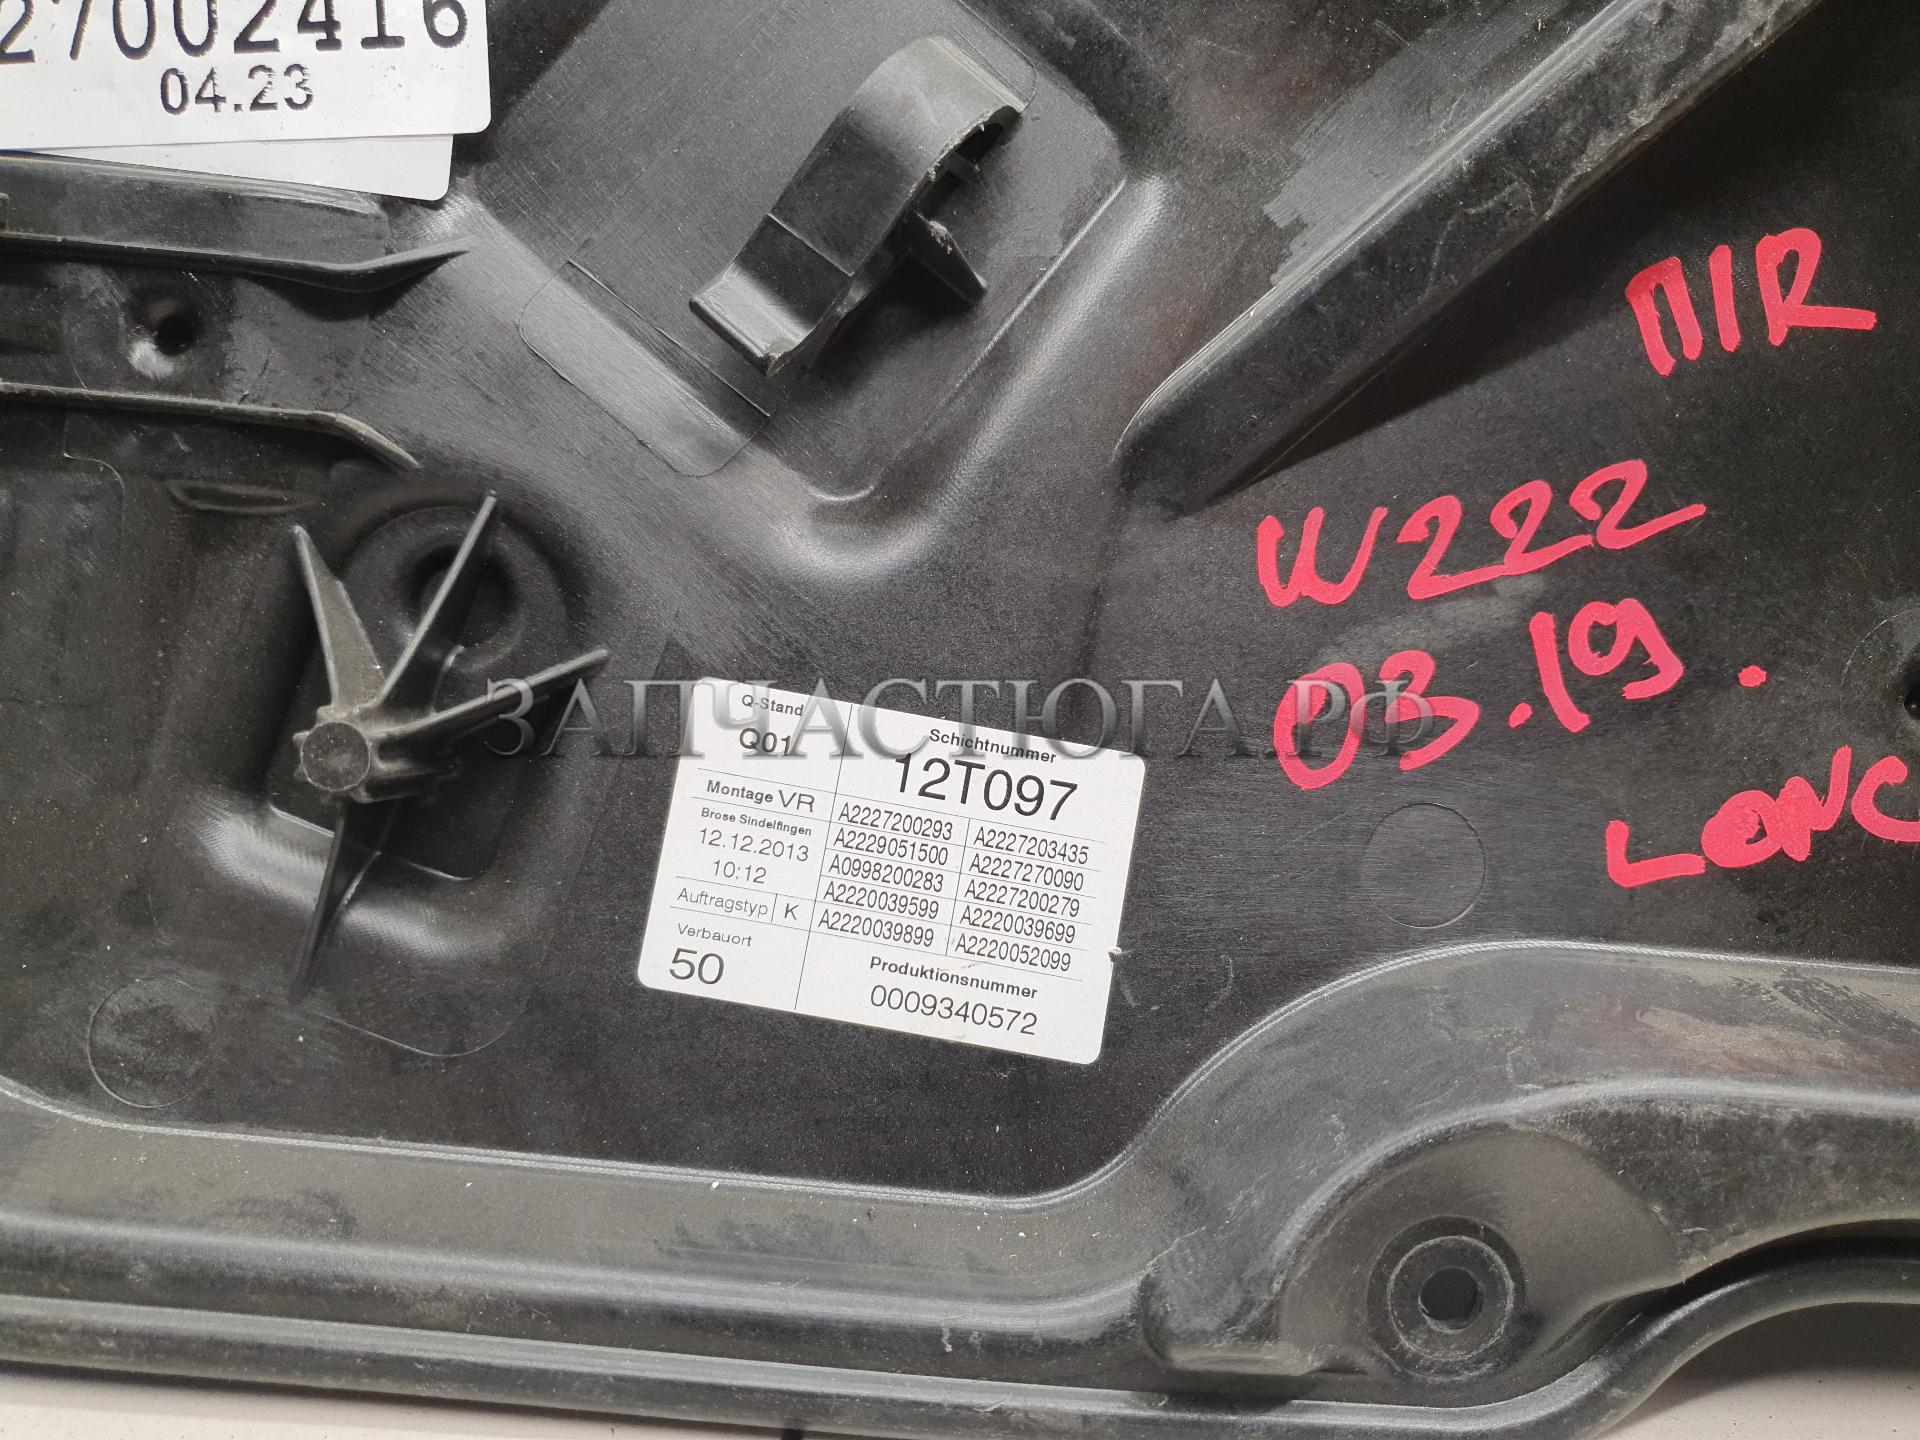 27002416
04.23
П/R
W222
03.19.
LONG
ЗАПЧАСТЮГА.РФ
Q-Stand
Q01
Schichtnummer
12T097
Montage VR
Brose Sindelfingen
12.12.2013
10:12
Auftragstyp K
Verbauort
50
A2227200293 A2227203435
A2229051500 A2227270090
A0998200283 A2227200279
A2220039599 A2220039699
A2220039899 A2220052099
Produktionsnummer
0009340572